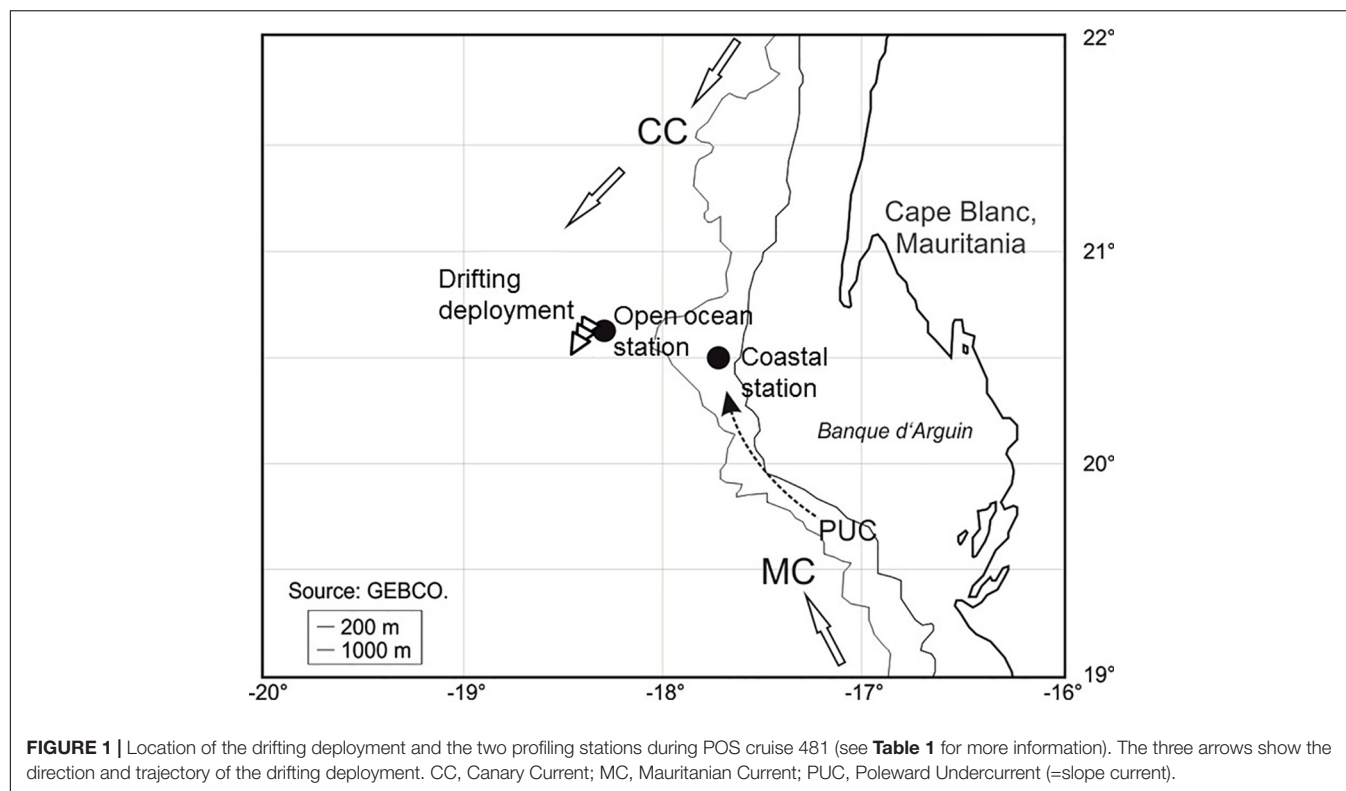 22°
CC
Cape Blanc,
Mauritania
21°
Drifting
deployment
Open ocean
station
Coastal
station
Banque d'Arguin
20°
PUC
MC
Source: GEBCO.
— 200 m
— 1000 m
19°
-20°
-19°
-18°
-17°
-16°
FIGURE 1 | Location of the drifting deployment and the two profiling stations during POS cruise 481 (see Table 1 for more information). The three arrows show the
direction and trajectory of the drifting deployment. CC, Canary Current; MC, Mauritanian Current; PUC, Poleward Undercurrent (=slope current).